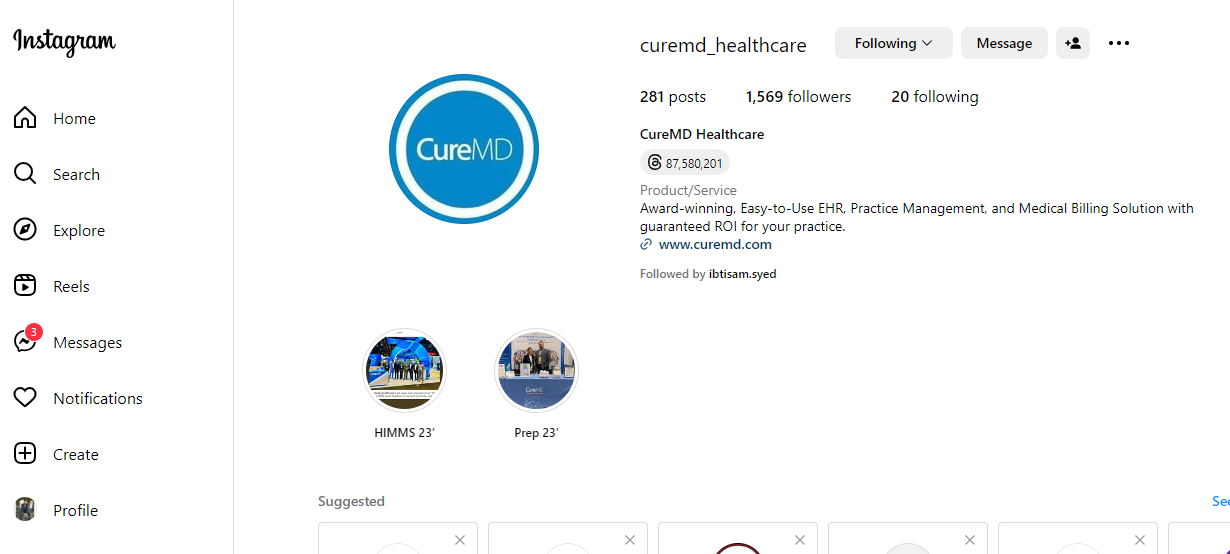 Instagram
Home
Search
Explore
Reels
3
Messages
Notifications
Create
Profile
curemd_healthcare
Following
Message
281 posts
1,569 followers
20 following
CureMD Healthcare
87,580,201
Product/Service
Award-winning, Easy-to-Use EHR, Practice Management, and Medical Billing Solution with
guaranteed ROI for your practice.
www.curemd.com
Followed by ibtisam.syed
CureMD
CureMD
HIMMS 23'
Prep 23'
Suggested